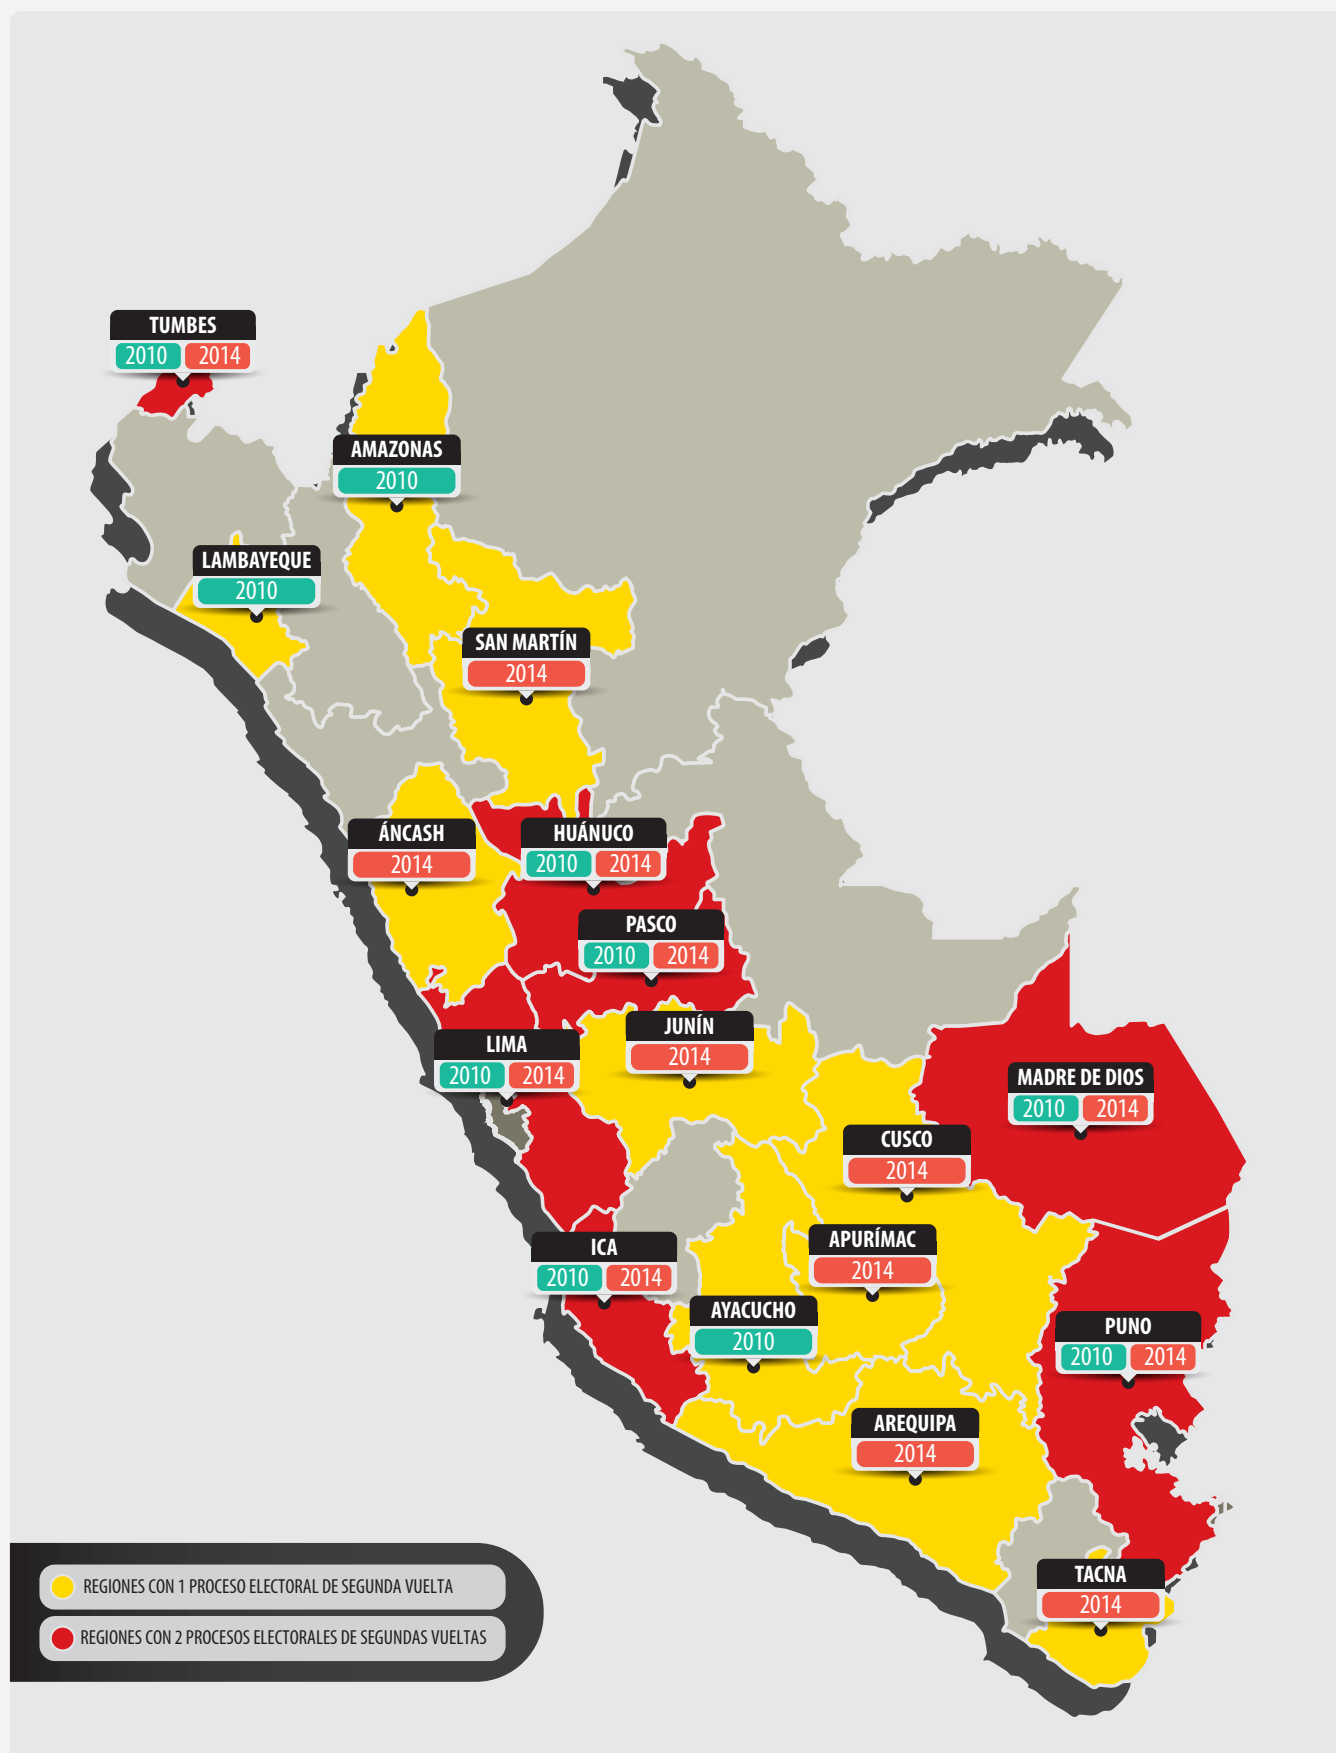 TUMBES
2010 2014
AMAZONAS
2010
LAMBAYEQUE
2010
SAN MARTÍN
2014
ÁNCASH
2014
HUÁNUCO
2010 2014
PASCO
2010 2014
JUNÍN
2014
LIMA
2010 2014
MADRE DE DIOS
2010 2014
CUSCO
2014
APURÍMAC
2014
ICA
2010 2014
AYACUCHO
2010
PUNO
2010 2014
AREQUIPA
2014
TACNA
2014
REGIONES CON 1 PROCESO ELECTORAL DE SEGUNDA VUELTA
REGIONES CON 2 PROCESOS ELECTORALES DE SEGUNDAS VUELTAS